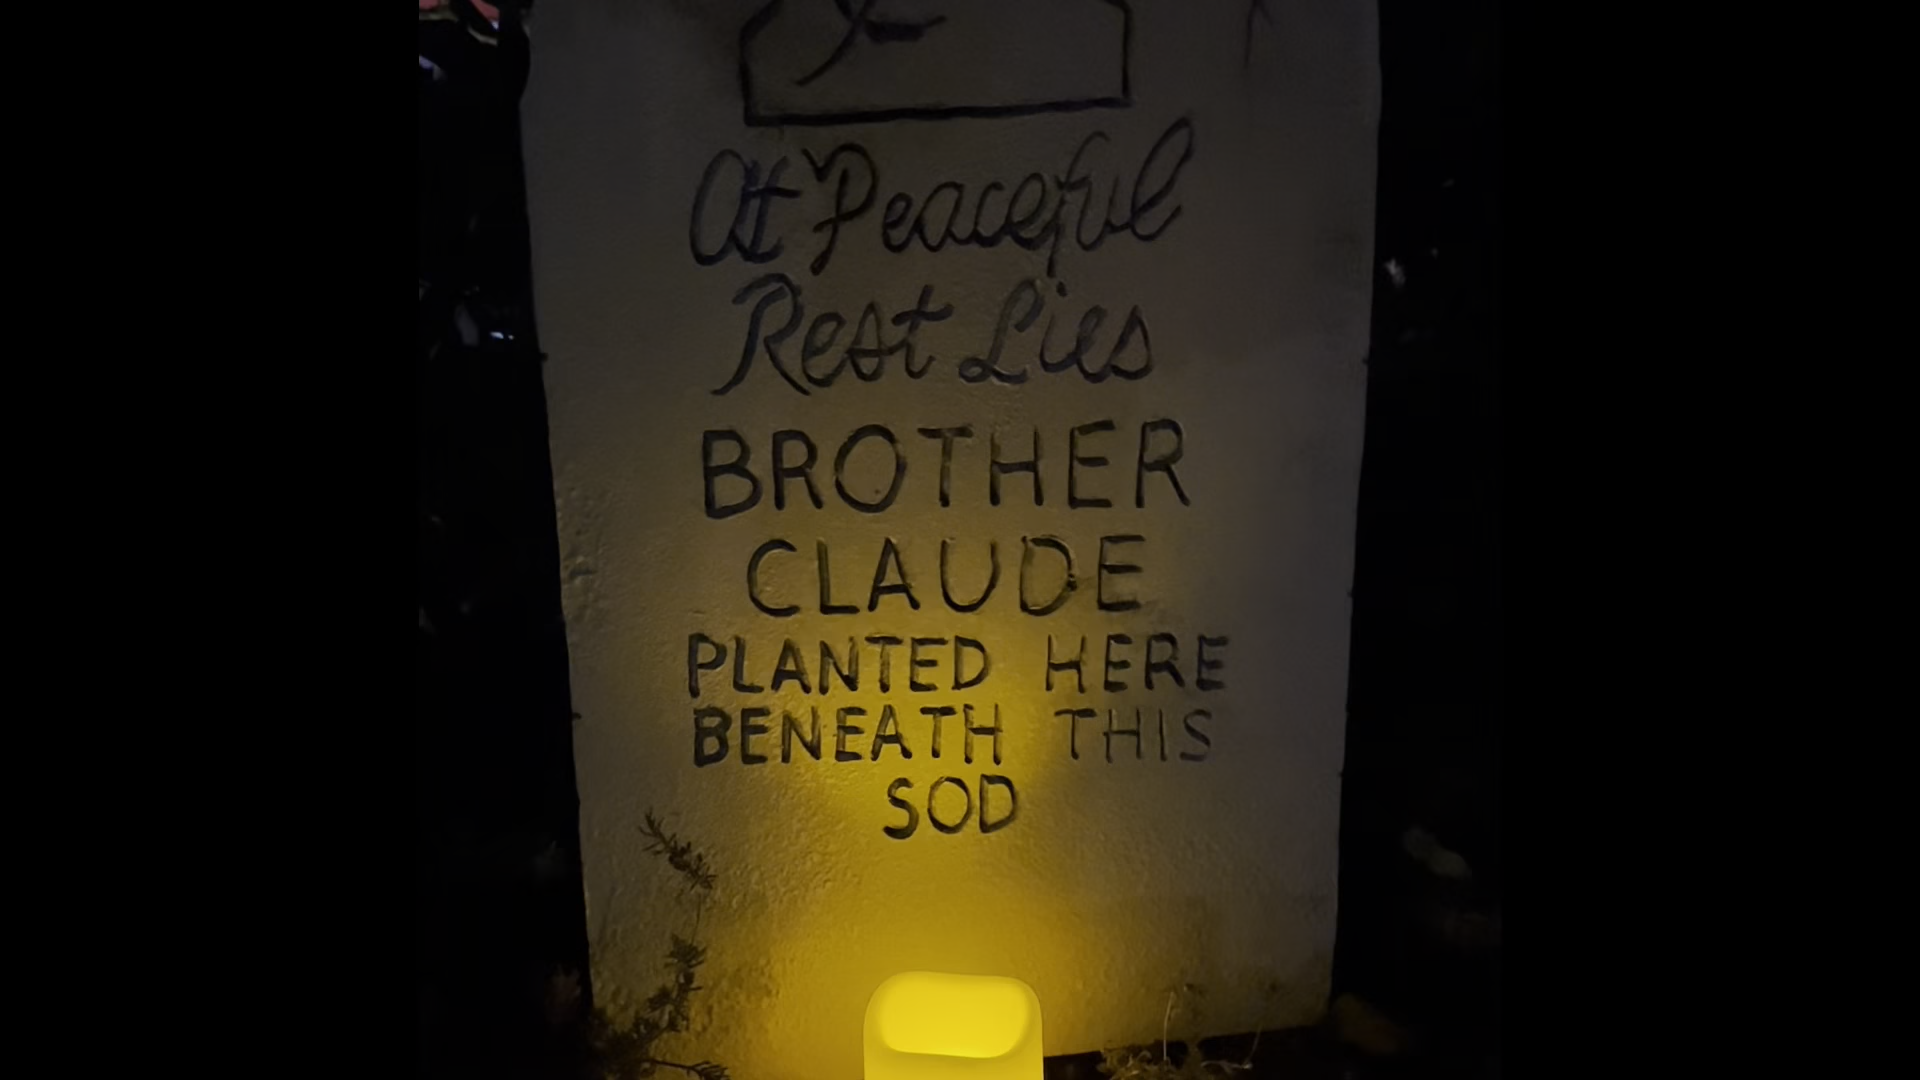 At Peaceful
Rest Lies
BROTHER
CLAUDE
PLANTED HERE
BENEATH THIS
SOD